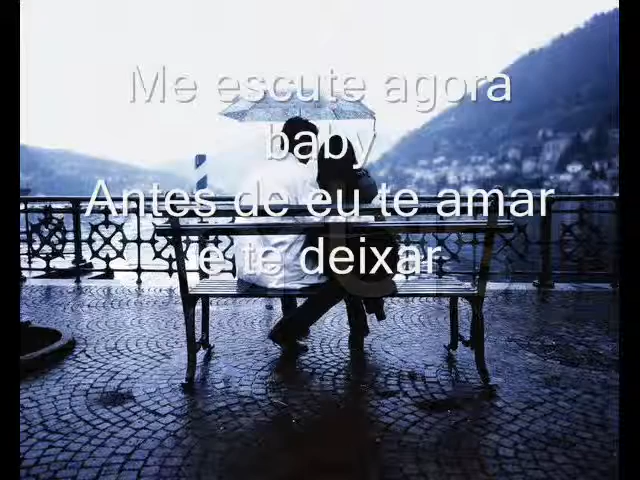 Me escute agora
baby
Antes de eu te amar
e te deixar